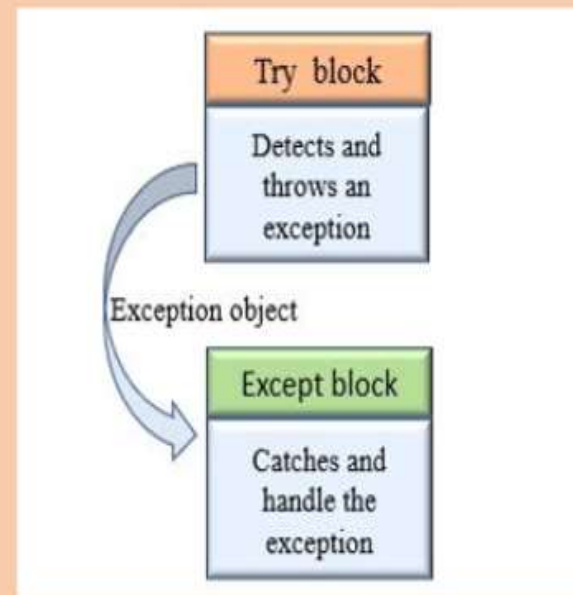 Try block
Detects and
throws an
exception
Exception object
Except block
Catches and
handle the
exception